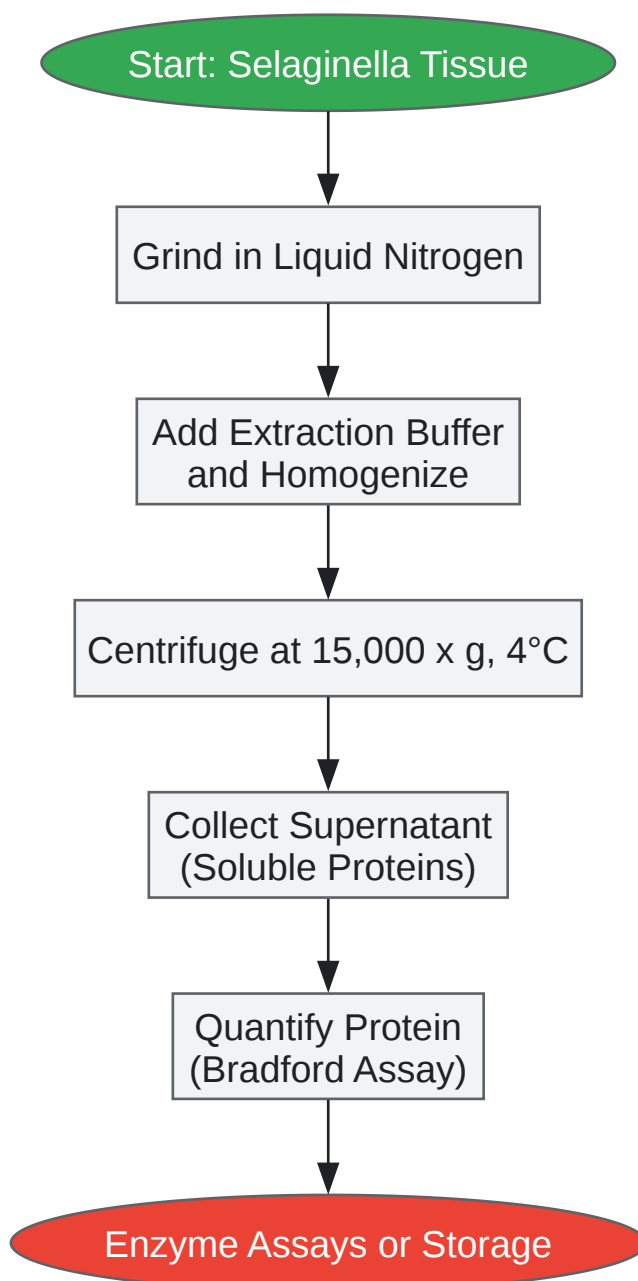 Start: Selaginella Tissue
Grind in Liquid Nitrogen
Add Extraction Buffer
and Homogenize
Centrifuge at 15,000 x g, 4°C
Collect Supernatant
(Soluble Proteins)
Quantify Protein
(Bradford Assay)
Enzyme Assays or Storage